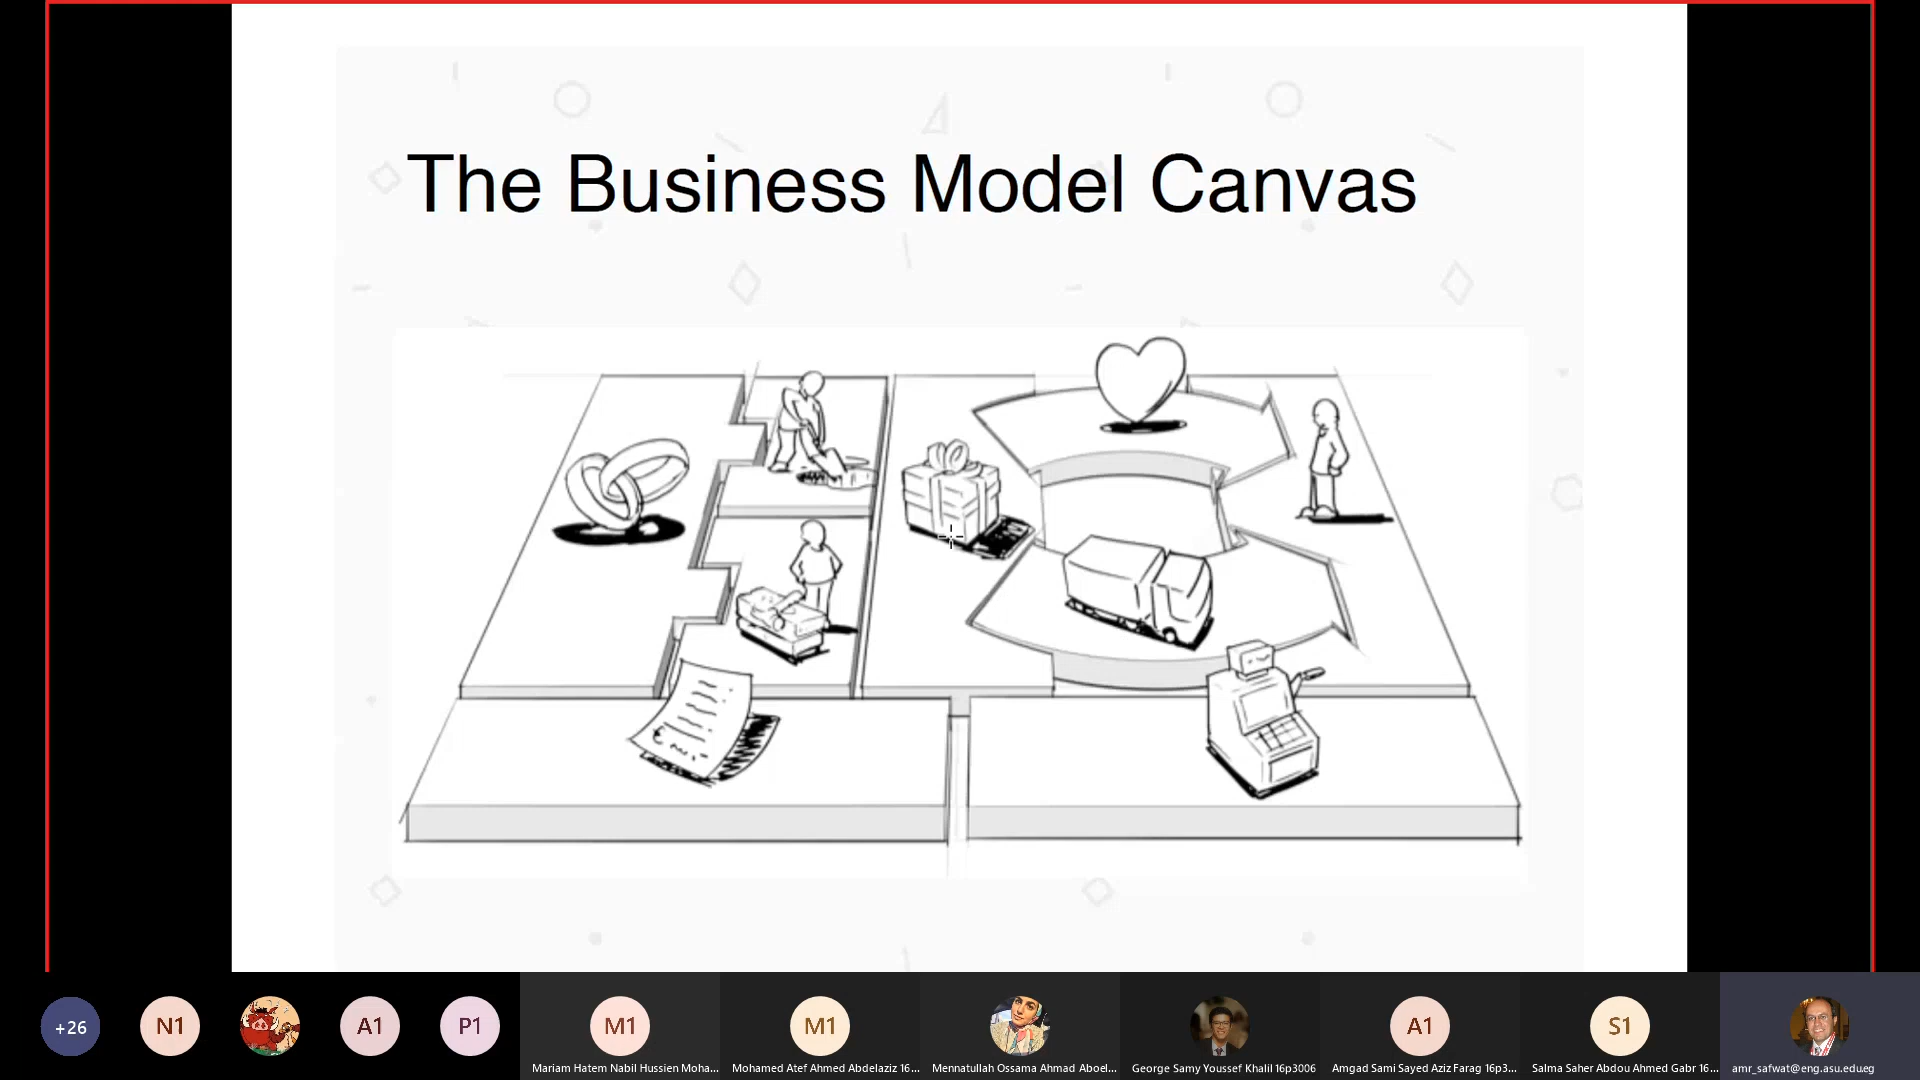 The Business Model Canvas
€
+26
N1
A1
P1
M1
M1
A1
S1
Mariam Hatem Nabil Hussien Moha...
Mohamed Atef Ahmed Abdelaziz 16...
Mennatullah Ossama Ahmad Aboel...
George Samy Youssef Khalil 16p3006
Amgad Sami Sayed Aziz Farag 16p3...
Salma Saher Abdou Ahmed Gabr 16...
amr_safwat@eng.asu.edu.eg